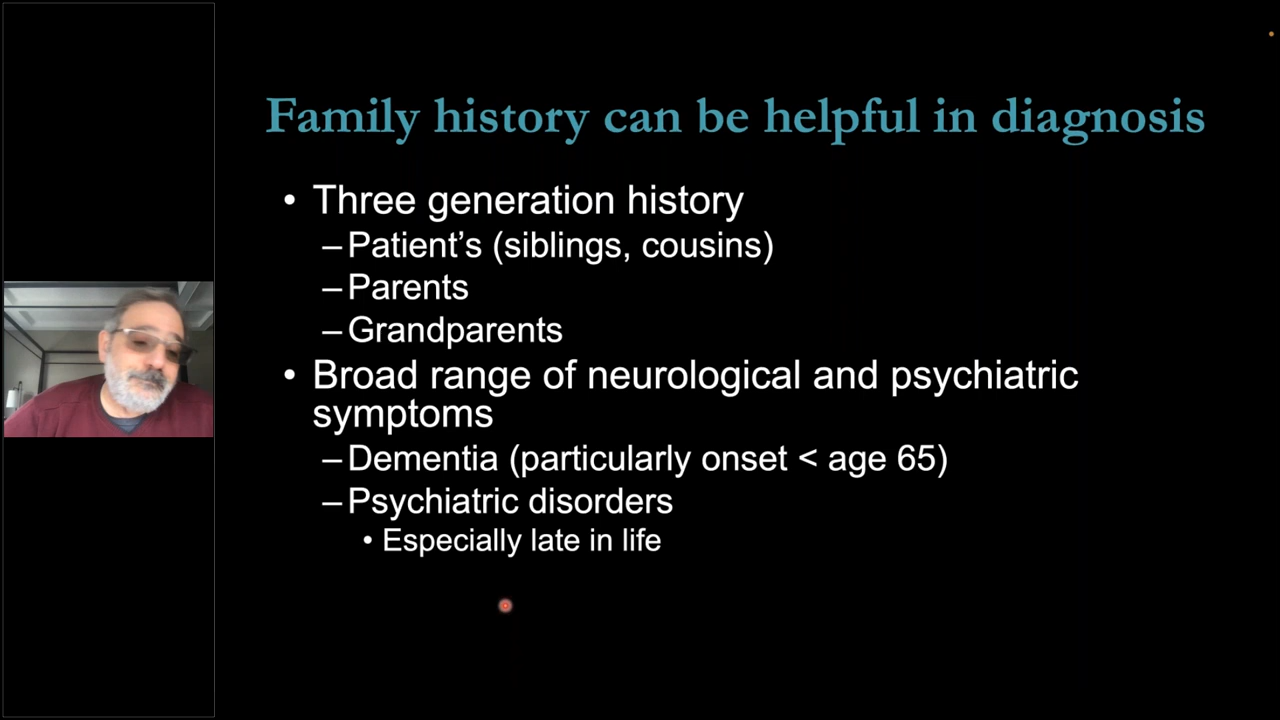 Family history can be helpful in diagnosis
• Three generation history
–Patient's (siblings, cousins)
–Parents
–Grandparents
• Broad range of neurological and psychiatric
symptoms
–Dementia (particularly onset < age 65)
–Psychiatric disorders
• Especially late in life